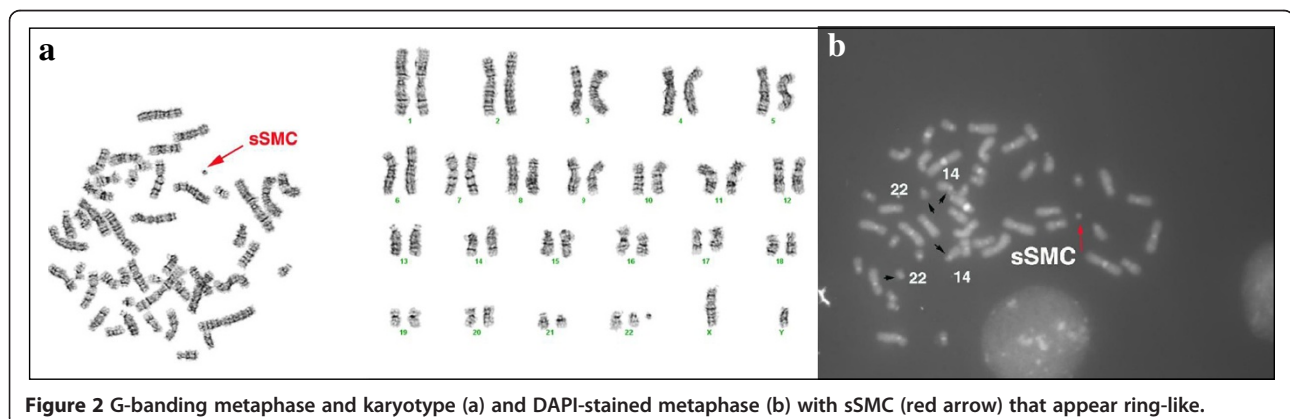 a
sSMC
1 2 3 4 5
6 7 8 9 10 11 12
13 14 15 16 17 18
19 20 21 22 X Y
b
14
22
sSMC
22 14
Figure 2 G-banding metaphase and karyotype (a) and DAPI-stained metaphase (b) with sSMC (red arrow) that appear ring-like.